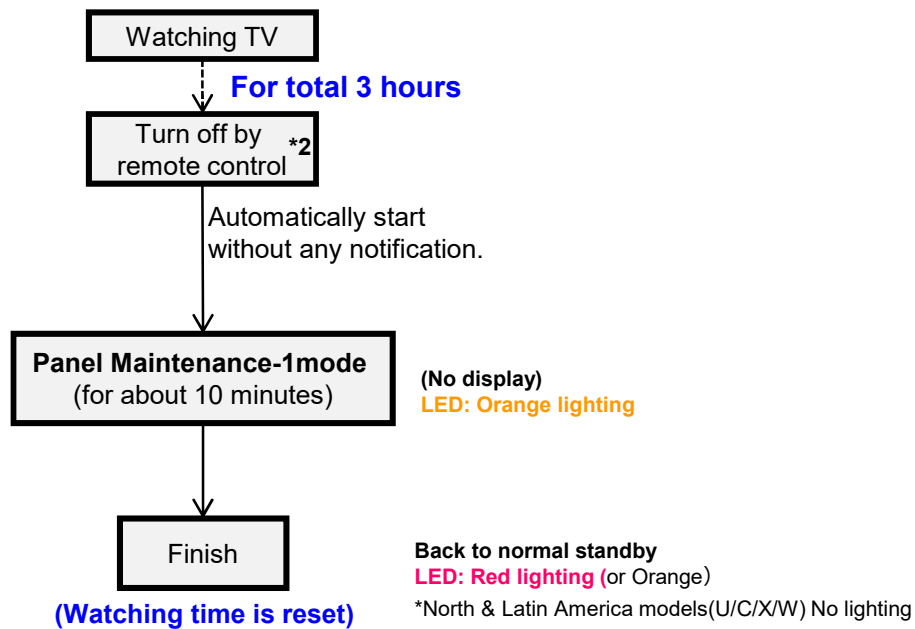 Watching TV
For total 3 hours
Turn off by
remote control *2
Automatically start
without any notification.
Panel Maintenance-1mode
(for about 10 minutes)
(No display)
LED: Orange lighting
Finish
Back to normal standby
LED: Red lighting (or Orange）
(Watching time is reset)
*North & Latin America models(U/C/X/W) No lighting